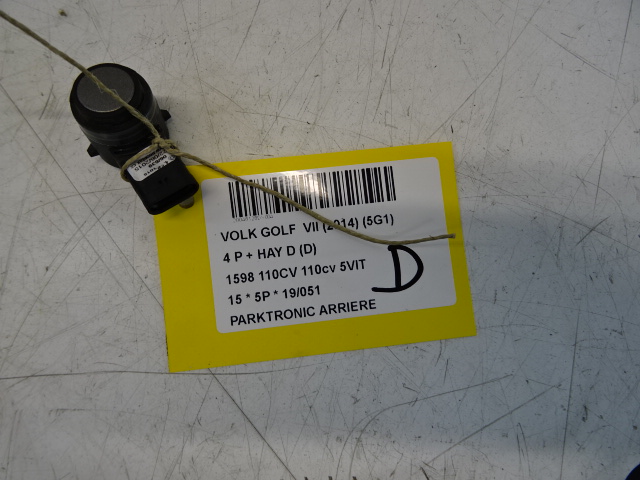 VOLK GOLF VII (2014) (5G1)
4 P + HAY D (D)
1598 110CV 110cv 5VIT
15 * 5P * 19/051
PARKTRONIC ARRIERE
D